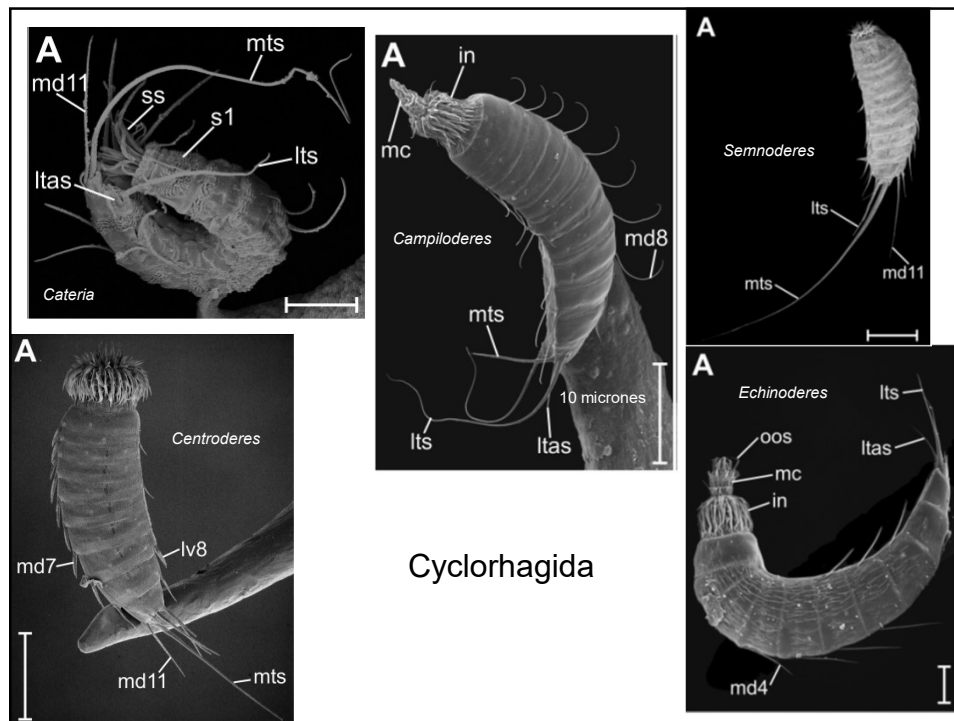 A
mts
md11
ss
s1
lts
ltas
Cateria
A
in
mc
Campiloderes
md8
mts
10 micrones
lts
ltas
A
Semnoderes
lts
md11
mts
A
Centroderes
lv8
md7
md11
mts
Cyclorhagida
A
Echinoderes
lts
oos
ltas
mc
in
md4